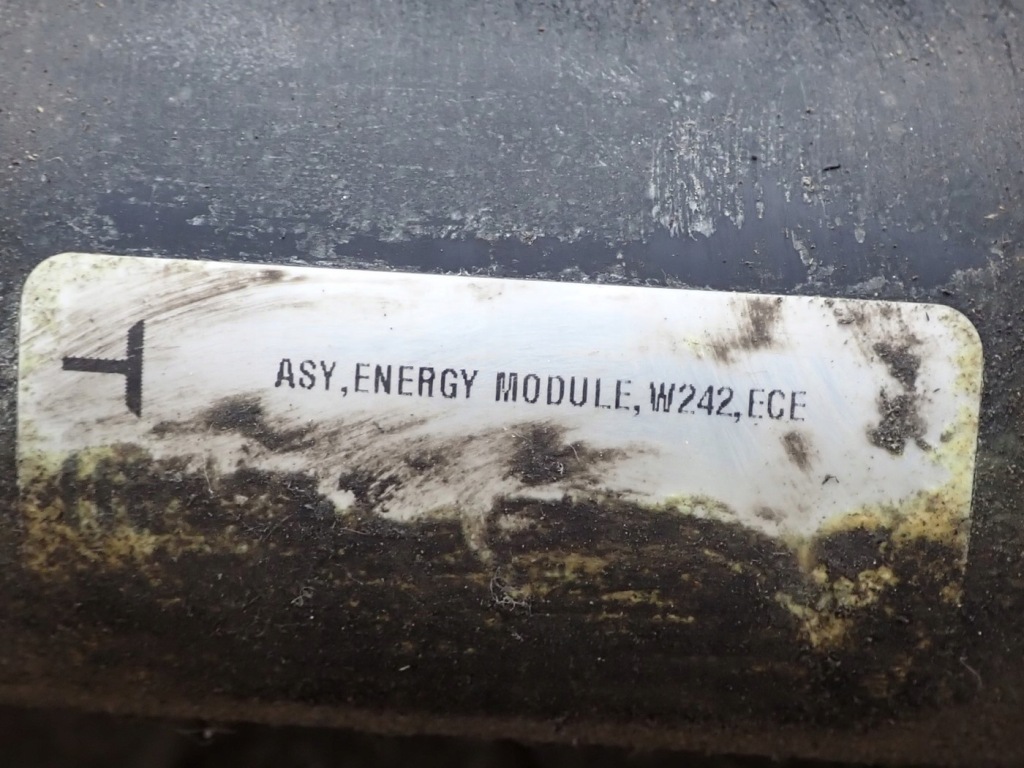 T
ASY,ENERGY MODULE,W242,ECE